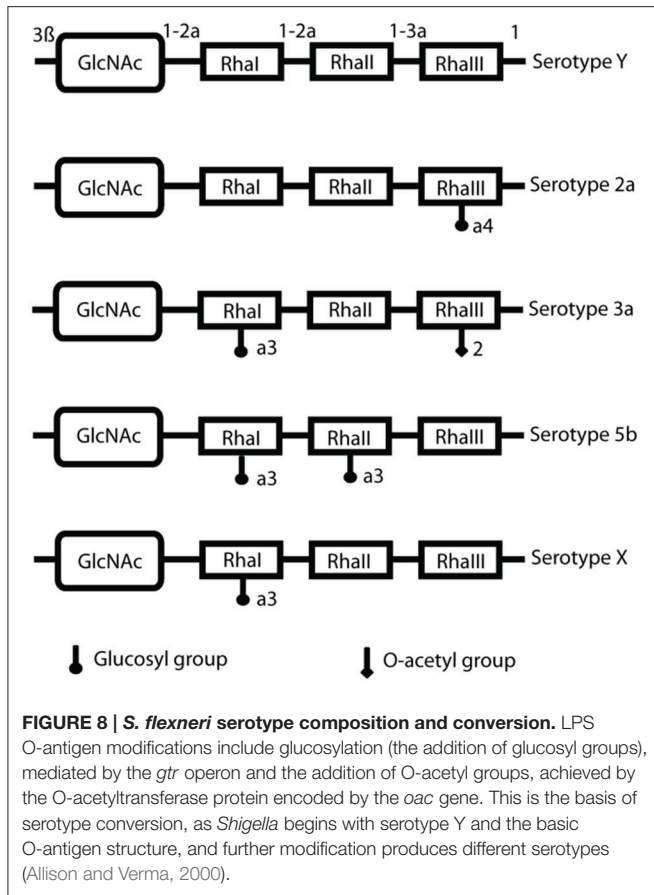 3ß 1-2a 1-2a 1-3a 1
GlcNAc RhaI RhaII RhaIII Serotype Y
GlcNAc RhaI RhaII RhaIII Serotype 2a
a4
GlcNAc RhaI RhaII RhaIII Serotype 3a
a3 2
GlcNAc RhaI RhaII RhaIII Serotype 5b
a3 a3
GlcNAc RhaI RhaII RhaIII Serotype X
a3
Glucosyl group O-acetyl group
FIGURE 8 | S. flexneri serotype composition and conversion. LPS
O-antigen modifications include glucosylation (the addition of glucosyl groups),
mediated by the gtr operon and the addition of O-acetyl groups, achieved by
the O-acetyltransferase protein encoded by the oac gene. This is the basis of
serotype conversion, as Shigella begins with serotype Y and the basic
O-antigen structure, and further modification produces different serotypes
(Allison and Verma, 2000).